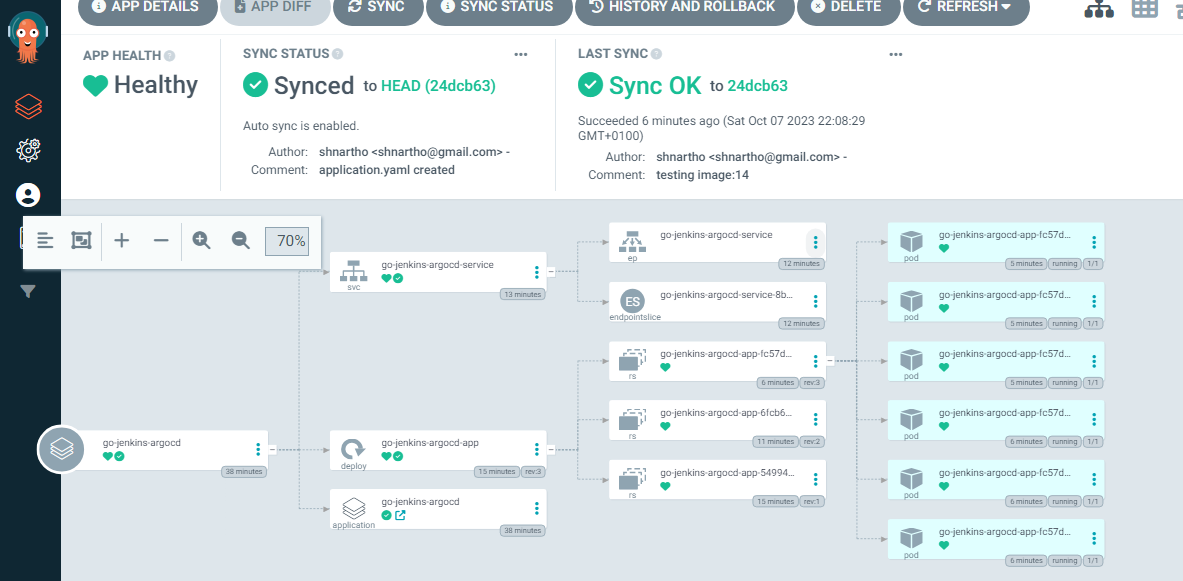 APP DETAILS
APP DIFF
SYNC
SYNC STATUS
HISTORY AND ROLLBACK
DELETE
REFRESH
APP HEALTH
Healthy
SYNC STATUS
Synced to HEAD (24dcb63)
Auto sync is enabled.
Author: shnartho <shnartho@gmail.com> -
Comment: application.yaml created
LAST SYNC
Sync OK to 24dcb63
Succeeded 6 minutes ago (Sat Oct 07 2023 22:08:29
GMT+0100)
Author: shnartho <shnartho@gmail.com> -
Comment: testing image:14
70%
go-jenkins-argocd
38 minutes
go-jenkins-argocd-service
svc
13 minutes
go-jenkins-argocd-app
deploy
15 minutes
rev:3
go-jenkins-argocd
application
38 minutes
go-jenkins-argocd-service
ep
12 minutes
ES
go-jenkins-argocd-service-8b...
endpointslice
12 minutes
go-jenkins-argocd-app-fc57d...
rs
6 minutes
rev:3
go-jenkins-argocd-app-6fcb6...
rs
11 minutes
rev:2
go-jenkins-argocd-app-54994...
rs
15 minutes
rev:1
go-jenkins-argocd-app-fc57d...
pod
5 minutes
running
1/1
go-jenkins-argocd-app-fc57d...
pod
5 minutes
running
1/1
go-jenkins-argocd-app-fc57d...
pod
5 minutes
running
1/1
go-jenkins-argocd-app-fc57d...
pod
6 minutes
running
1/1
go-jenkins-argocd-app-fc57d...
pod
6 minutes
running
1/1
go-jenkins-argocd-app-fc57d...
pod
6 minutes
running
1/1